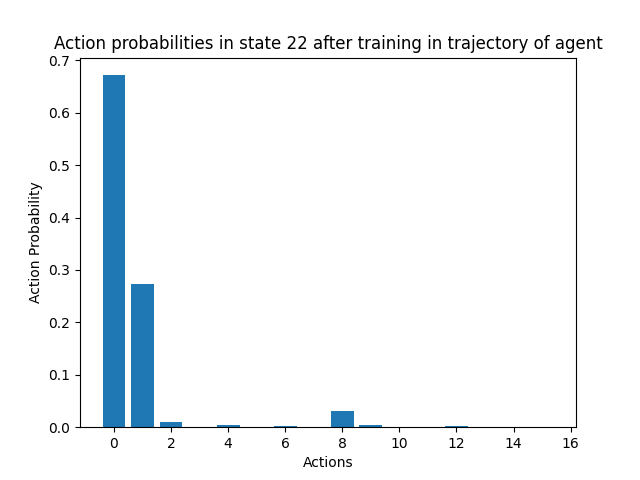 Action probabilities in state 22 after training in trajectory of agent
0.7
0.6
0.5
0.4
0.3
0.2
0.1
0.0
Action Probability
0 2 4 6 8 10 12 14 16
Actions